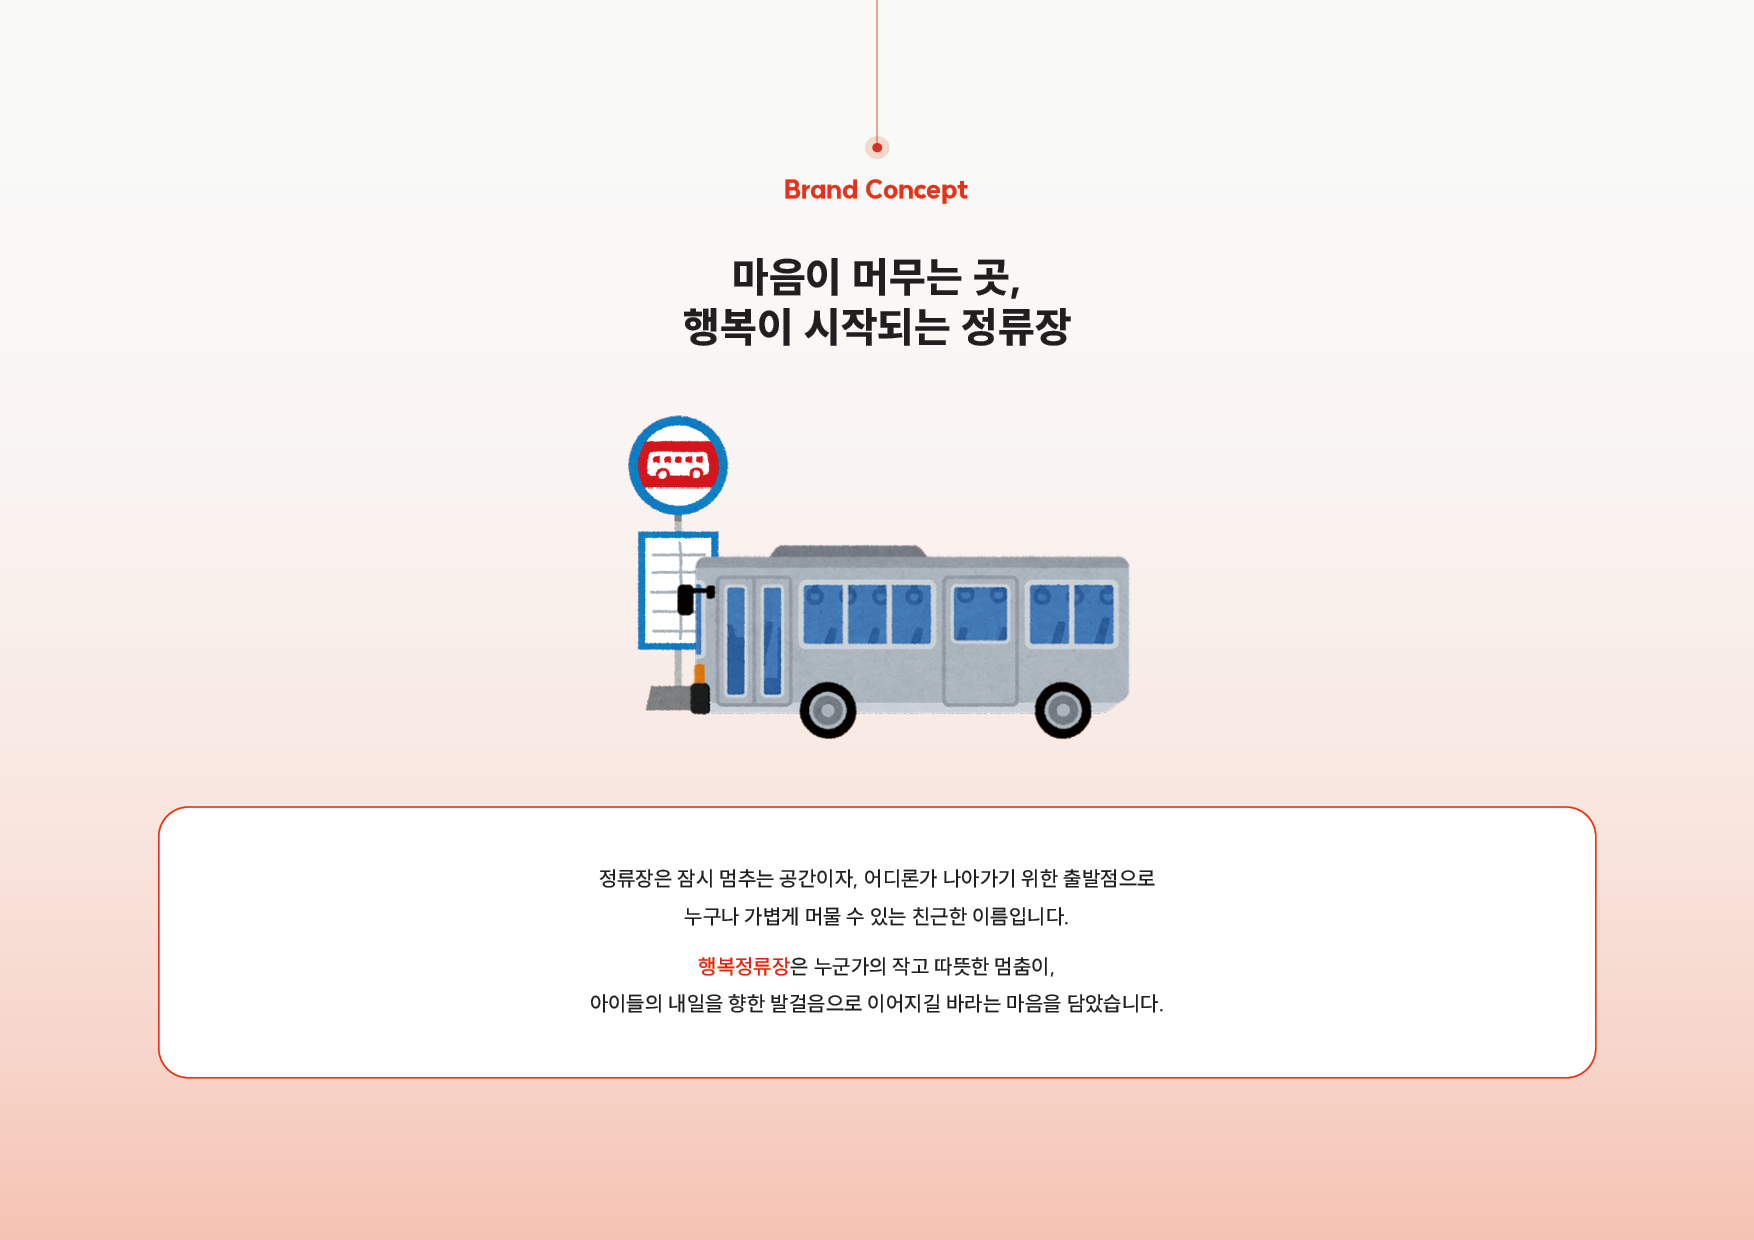 Brand Concept
마음이 머무는 곳,
행복이 시작되는 정류장
정류장은 잠시 멈추는 공간이자, 어디론가 나아가기 위한 출발점으로
누구나 가볍게 머물 수 있는 친근한 이름입니다.
행복정류장은 누군가의 작고 따뜻한 멈춤이,
아이들의 내일을 향한 발걸음으로 이어지길 바라는 마음을 담았습니다.